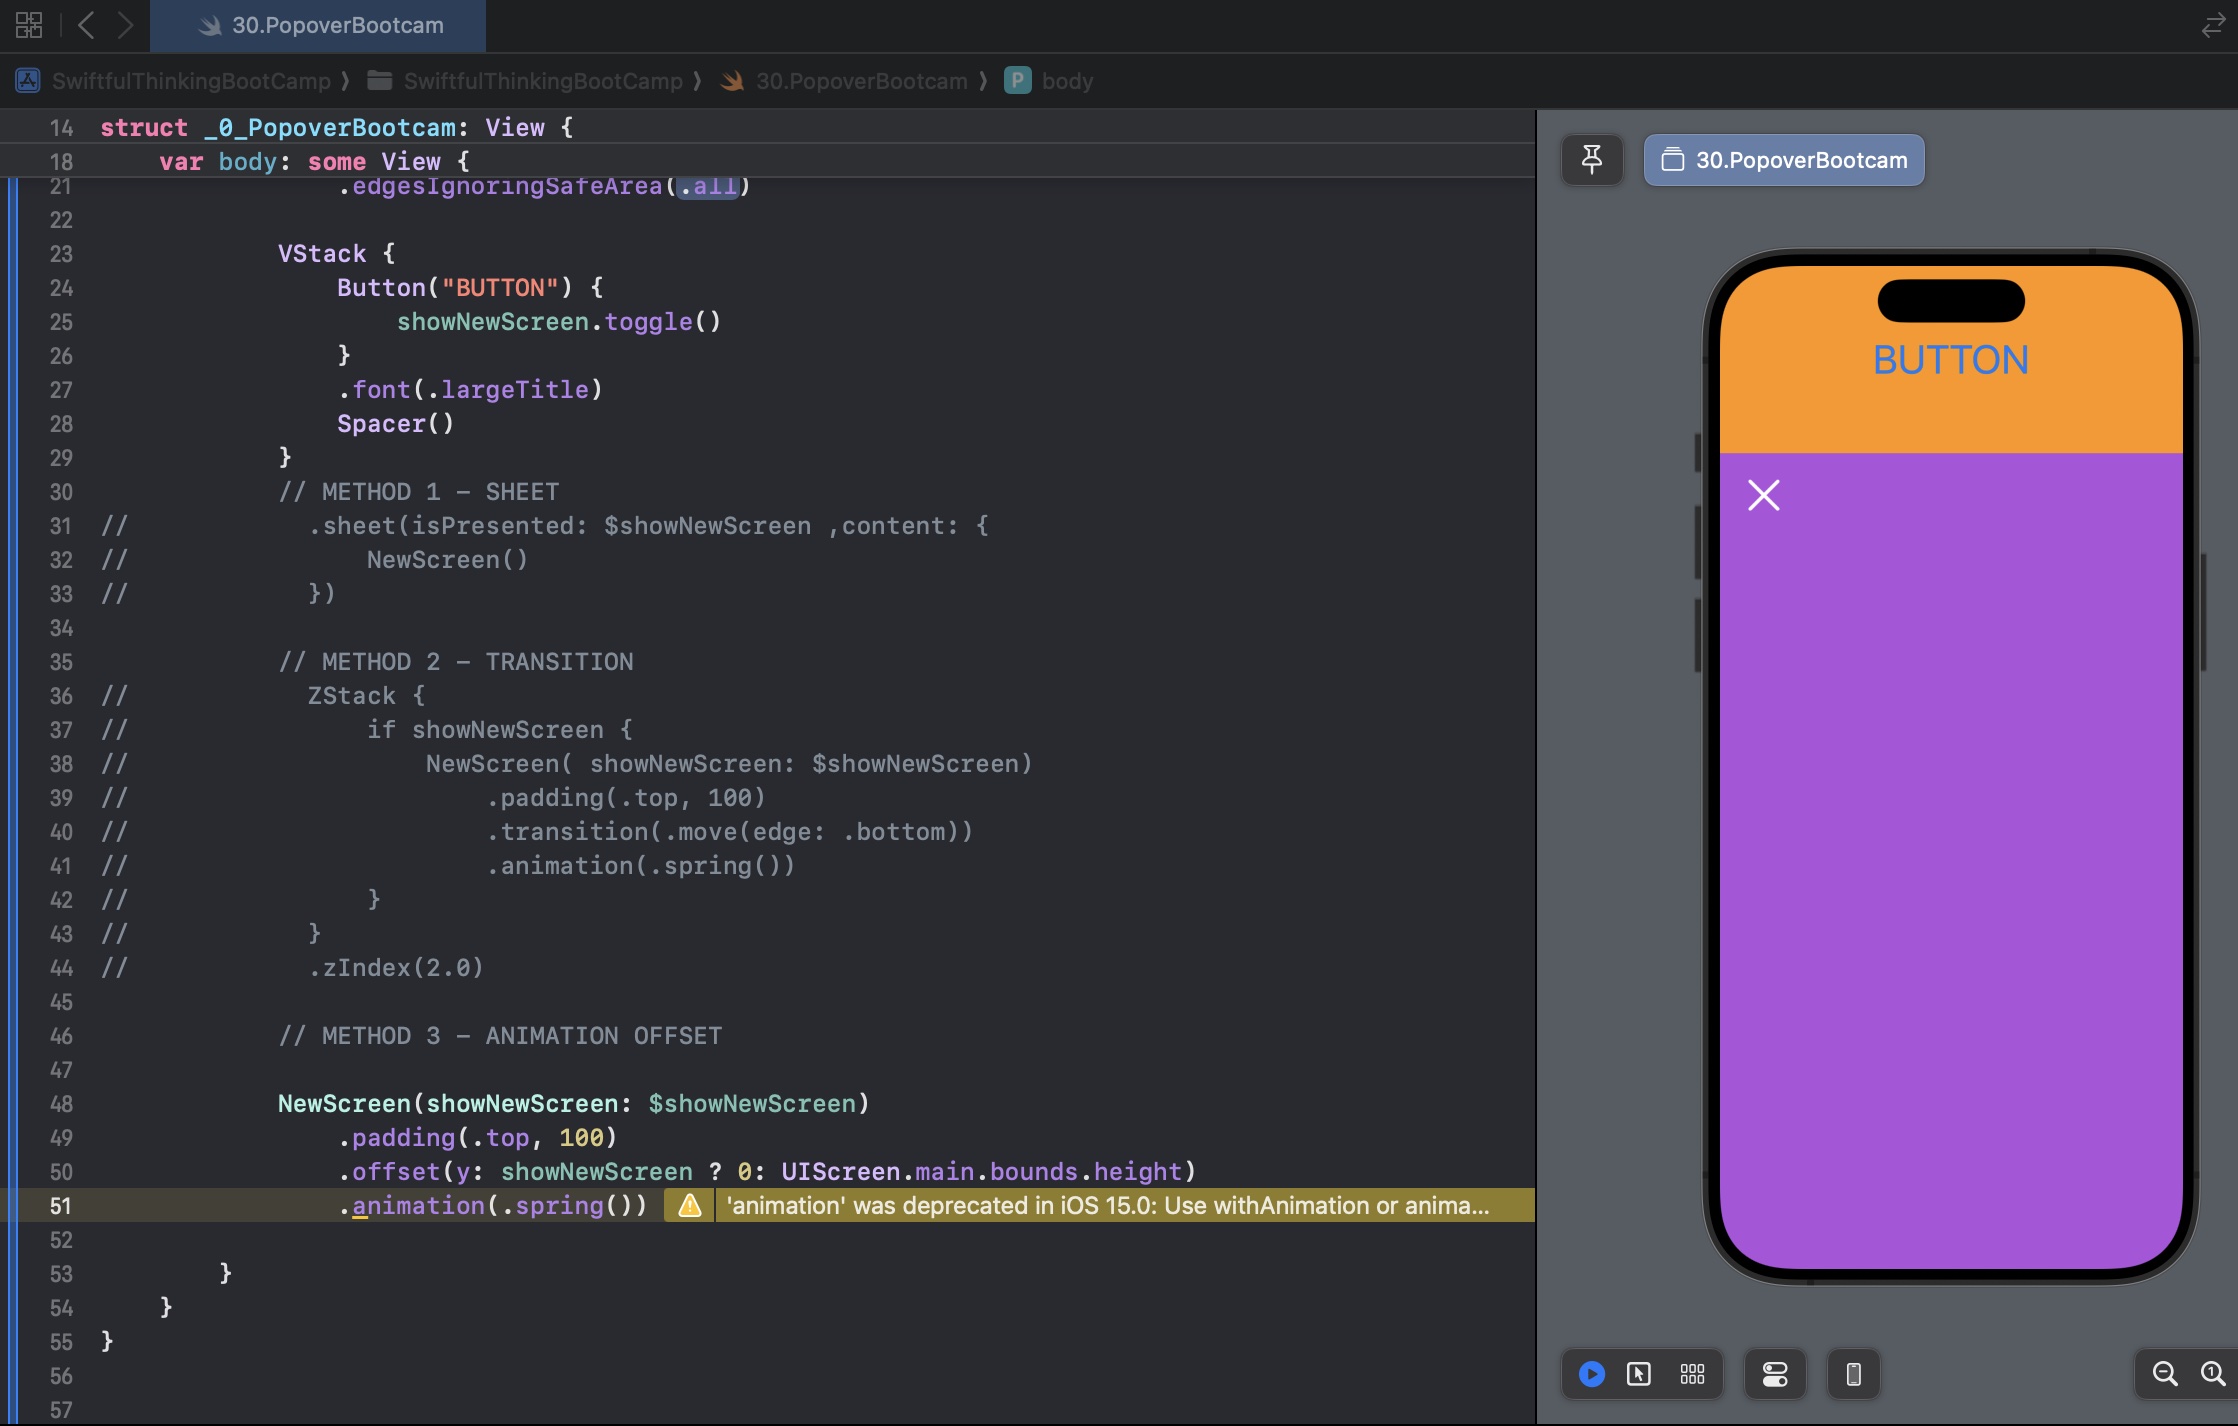 30.PopoverBootcam
SwiftfulThinkingBootCamp ⟩ SwiftfulThinkingBootCamp ⟩ 30.PopoverBootcam ⟩ P body
14 struct _0_PopoverBootcam: View {
18     var body: some View {
21                 .edgesIgnoringSafeArea(.all)
22
23             VStack {
24                 Button("BUTTON") {
25                     showNewScreen.toggle()
26                 }
27                 .font(.largeTitle)
28                 Spacer()
29             }
30             // METHOD 1 - SHEET
31 //            .sheet(isPresented: $showNewScreen ,content: {
32 //                NewScreen()
33 //            })
34
35             // METHOD 2 - TRANSITION
36 //            ZStack {
37 //                if showNewScreen {
38 //                    NewScreen( showNewScreen: $showNewScreen)
39 //                        .padding(.top, 100)
40 //                        .transition(.move(edge: .bottom))
41 //                        .animation(.spring())
42 //                }
43 //            }
44 //            .zIndex(2.0)
45
46             // METHOD 3 - ANIMATION OFFSET
47
48             NewScreen(showNewScreen: $showNewScreen)
49                 .padding(.top, 100)
50                 .offset(y: showNewScreen ? 0: UIScreen.main.bounds.height)
51                 .animation(.spring()) 'animation' was deprecated in iOS 15.0: Use withAnimation or anima...
52
53         }
54     }
55 }
56
57
30.PopoverBootcam
BUTTON